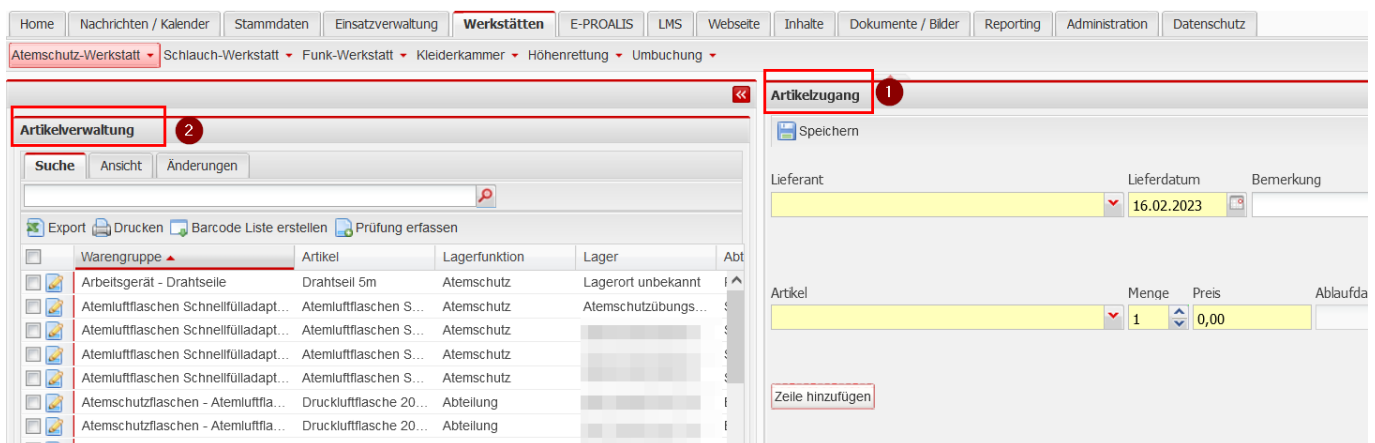 Home Nachrichten / Kalender Stammdaten Einsatzverwaltung Werkstätten E-PROALIS LMS Webseite Inhalte Dokumente / Bilder Reporting Administration Datenschutz
Atemschutz-Werkstatt Schlauch-Werkstatt Funk-Werkstatt Kleiderkammer Höhenrettung Umbuchung
Artikelverwaltung
2
Suche Ansicht Änderungen
Export Drucken Barcode Liste erstellen Prüfung erfassen
Warengruppe Artikel Lagerfunktion Lager Abt
Arbeitsgerät - Drahtseile Drahtseil 5m Atemschutz Lagerort unbekannt
Atemluftflaschen Schnellfülladapt... Atemluftflaschen S... Atemschutz Atemschutzübungs...
Atemluftflaschen Schnellfülladapt... Atemluftflaschen S... Atemschutz
Atemluftflaschen Schnellfülladapt... Atemluftflaschen S... Atemschutz
Atemluftflaschen Schnellfülladapt... Atemluftflaschen S... Atemschutz
Atemschutzflaschen - Atemluftfla... Druckluftflasche 20... Abteilung
Atemschutzflaschen - Atemluftfla... Druckluftflasche 20... Abteilung
Artikelzugang
1
Speichern
Lieferant Lieferdatum Bemerkung
16.02.2023
Artikel Menge Preis Ablaufda
1 0,00
Zeile hinzufügen